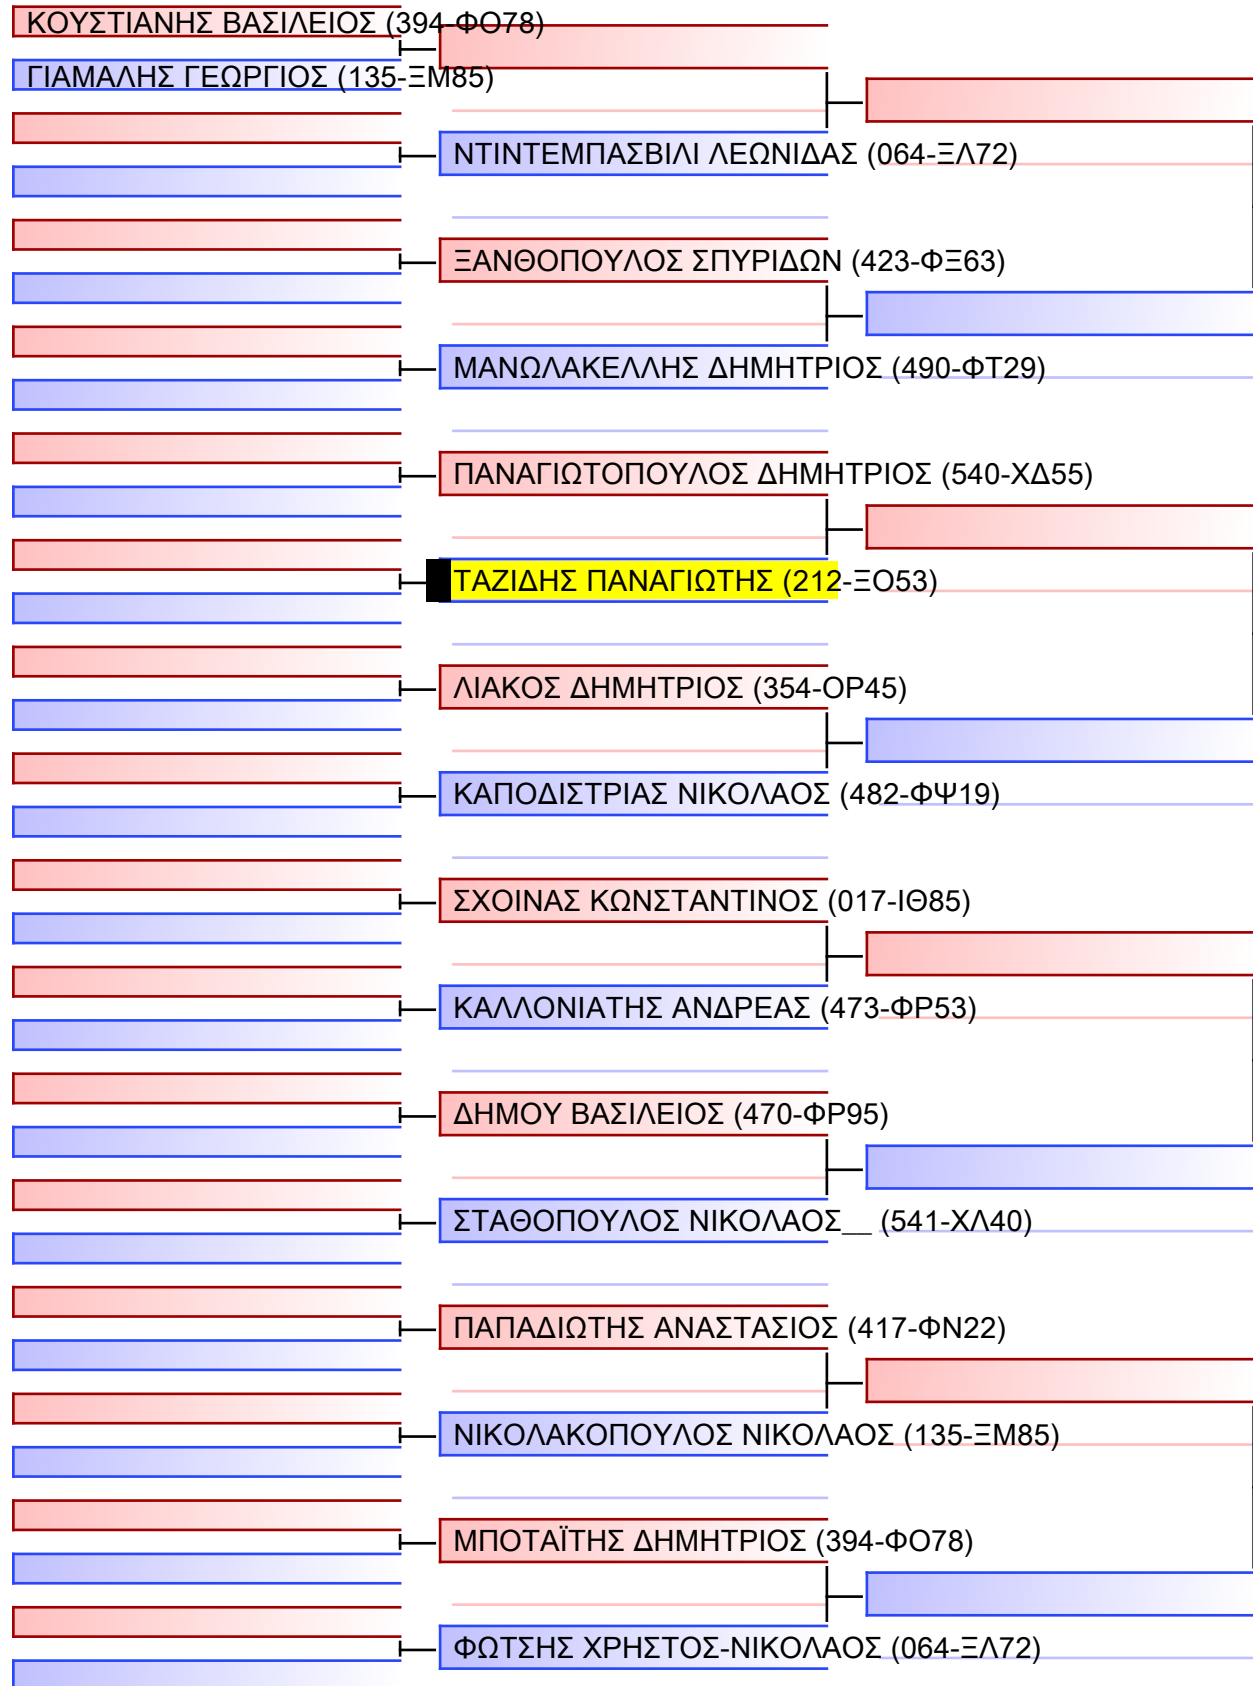 ΚΟΥΣΤΙΑΝΗΣ ΒΑΣΙΛΕΙΟΣ (394-ΦΟ78)
ΓΙΑΜΑΛΗΣ ΓΕΩΡΓΙΟΣ (135-ΞΜ85)
ΝΤΙΝΤΕΜΠΑΣΒΙΛΙ ΛΕΩΝΙΔΑΣ (064-ΞΛ72)
ΞΑΝΘΟΠΟΥΛΟΣ ΣΠΥΡΙΔΩΝ (423-ΦΞ63)
ΜΑΝΩΛΑΚΕΛΛΗΣ ΔΗΜΗΤΡΙΟΣ (490-ΦΤ29)
ΠΑΝΑΓΙΩΤΟΠΟΥΛΟΣ ΔΗΜΗΤΡΙΟΣ (540-ΧΔ55)
ΤΑΖΙΔΗΣ ΠΑΝΑΓΙΩΤΗΣ (212-ΞΟ53)
ΛΙΑΚΟΣ ΔΗΜΗΤΡΙΟΣ (354-ΟΡ45)
ΚΑΠΟΔΙΣΤΡΙΑΣ ΝΙΚΟΛΑΟΣ (482-ΦΨ19)
ΣΧΟΙΝΑΣ ΚΩΝΣΤΑΝΤΙΝΟΣ (017-ΙΘ85)
ΚΑΛΛΟΝΙΑΤΗΣ ΑΝΔΡΕΑΣ (473-ΦΡ53)
ΔΗΜΟΥ ΒΑΣΙΛΕΙΟΣ (470-ΦΡ95)
ΣΤΑΘΟΠΟΥΛΟΣ ΝΙΚΟΛΑΟΣ__ (541-ΧΛ40)
ΠΑΠΑΔΙΩΤΗΣ ΑΝΑΣΤΑΣΙΟΣ (417-ΦΝ22)
ΝΙΚΟΛΑΚΟΠΟΥΛΟΣ ΝΙΚΟΛΑΟΣ (135-ΞΜ85)
ΜΠΟΤΑΪΤΗΣ ΔΗΜΗΤΡΙΟΣ (394-ΦΟ78)
ΦΩΤΣΗΣ ΧΡΗΣΤΟΣ-ΝΙΚΟΛΑΟΣ (064-ΞΛ72)